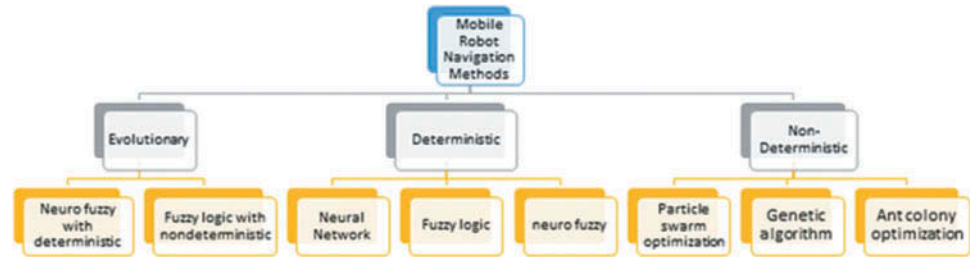 Mobile
Robot
Navigation
Methods
Evolutionary
Deterministic
Non-
Deterministic
Neuro fuzzy
with
deterministic
Fuzzy logic with
nondeterministic
Neural
Network
Fuzzy logic
neuro fuzzy
Particle
swarm
optimization
Genetic
algorithm
Ant colony
optimization